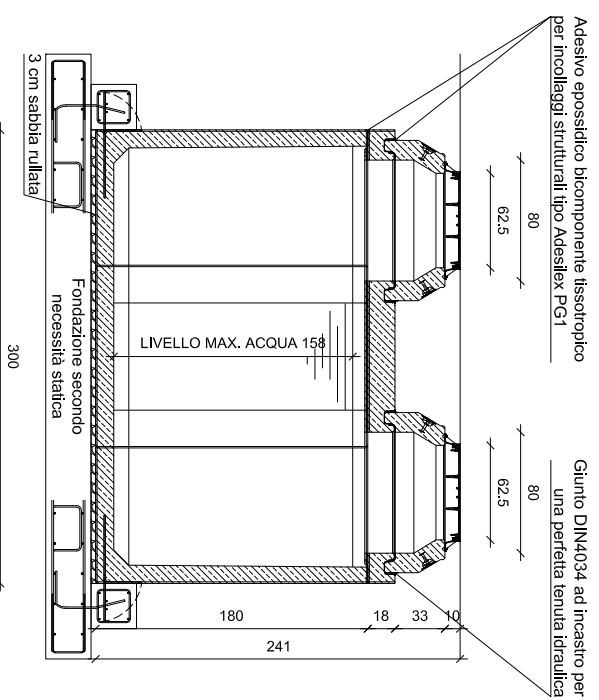 Adesivo epossidico bicomponente tissotropico
per incollaggi strutturali tipo Adesilex PG1
Giunto DIN4034 ad incastro per
una perfetta tenuta idraulica
80
62.5
80
62.5
LIVELLO MAX. ACQUA 158
180
18
33
10
241
3 cm sabbia rullata
Fondazione secondo
necessità statica
300